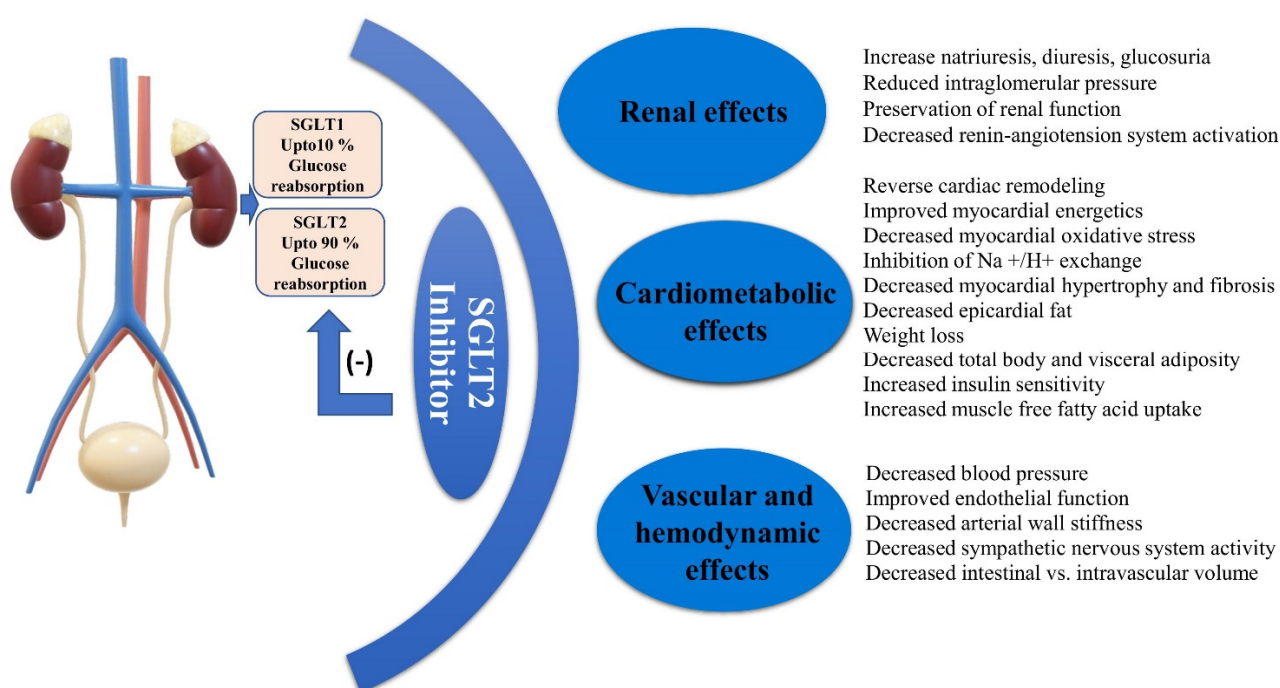 SGLT1
Upto10 %
Glucose
reabsorption
SGLT2
Upto 90 %
Glucose
reabsorption
(-)
SGLT2
Inhibitor
Renal effects
Increase natriuresis, diuresis, glucosuria
Reduced intraglomerular pressure
Preservation of renal function
Decreased renin-angiotension system activation
Cardiometabolic
effects
Reverse cardiac remodeling
Improved myocardial energetics
Decreased myocardial oxidative stress
Inhibition of Na +/H+ exchange
Decreased myocardial hypertrophy and fibrosis
Decreased epicardial fat
Weight loss
Decreased total body and visceral adiposity
Increased insulin sensitivity
Increased muscle free fatty acid uptake
Vascular and
hemodynamic
effects
Decreased blood pressure
Improved endothelial function
Decreased arterial wall stiffness
Decreased sympathetic nervous system activity
Decreased intestinal vs. intravascular volume